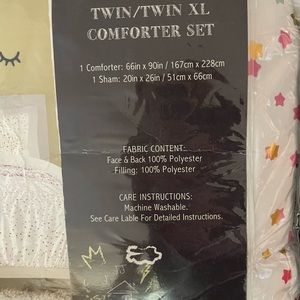 TWIN/TWIN XL
COMFORTER SET
1 Comforter: 66in x 90in / 167cm x 228cm
1 Sham: 20in x 26in / 51cm x 66cm
FABRIC CONTENT:
Face & Back 100% Polyester
Filling: 100% Polyester
CARE INSTRUCTIONS:
Machine Washable.
See Care Lable For Detailed Instructions.